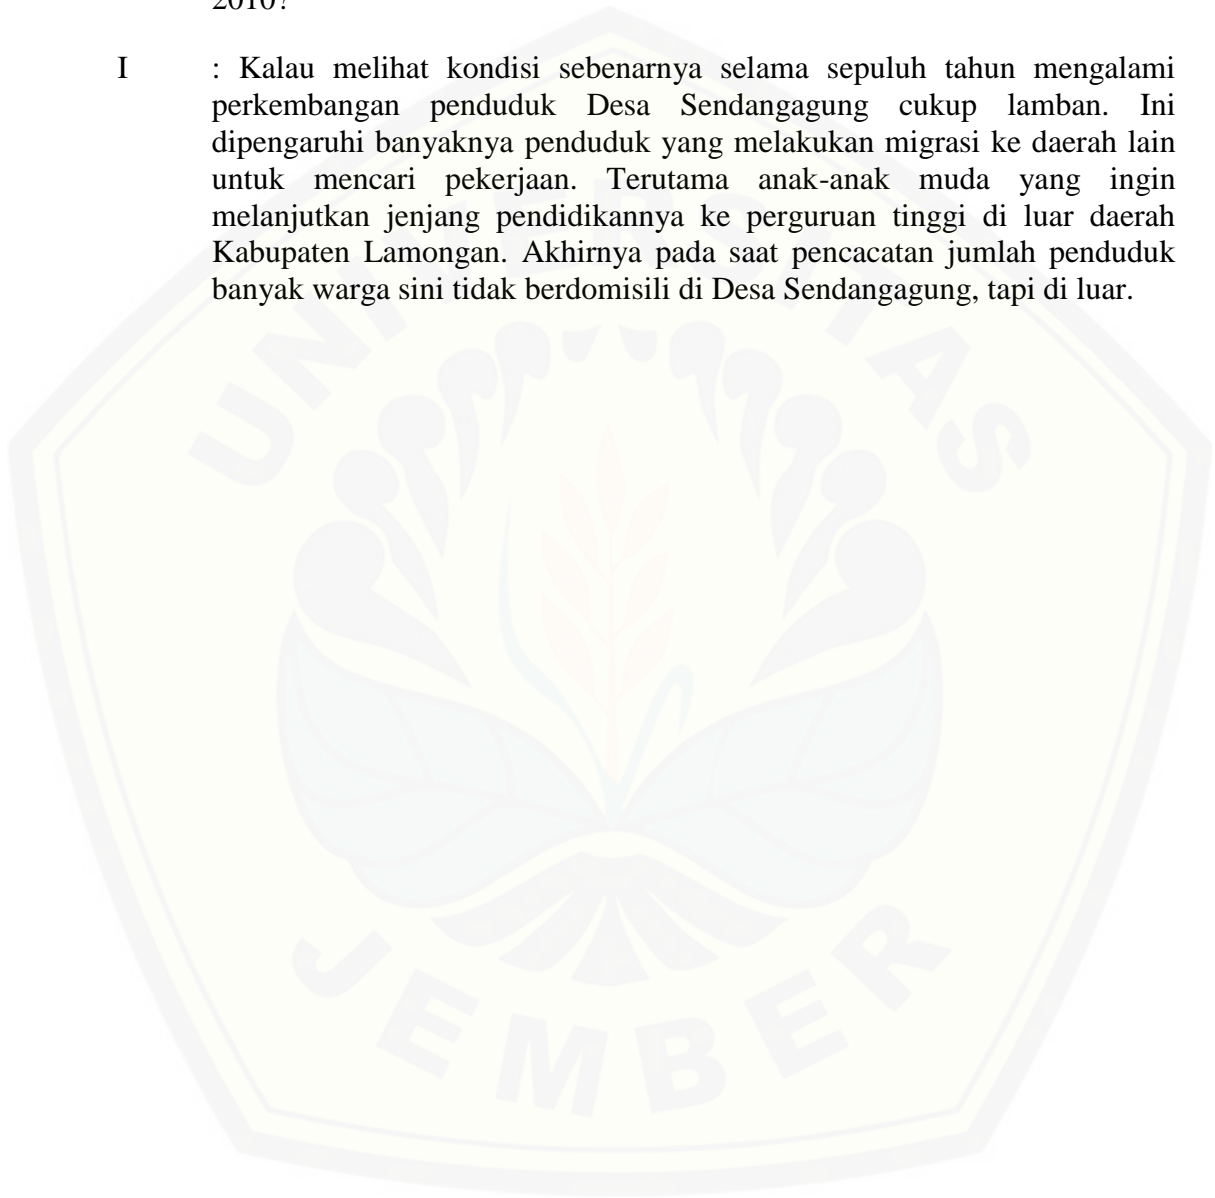 2010?
I : Kalau melihat kondisi sebenarnya selama sepuluh tahun mengalami
perkembangan penduduk Desa Sendangagung cukup lamban. Ini
dipengaruhi banyaknya penduduk yang melakukan migrasi ke daerah lain
untuk mencari pekerjaan. Terutama anak-anak muda yang ingin
melanjutkan jenjang pendidikannya ke perguruan tinggi di luar daerah
Kabupaten Lamongan. Akhirnya pada saat pencacatan jumlah penduduk
banyak warga sini tidak berdomisili di Desa Sendangagung, tapi di luar.
UNIVERSITAS
JEMBER